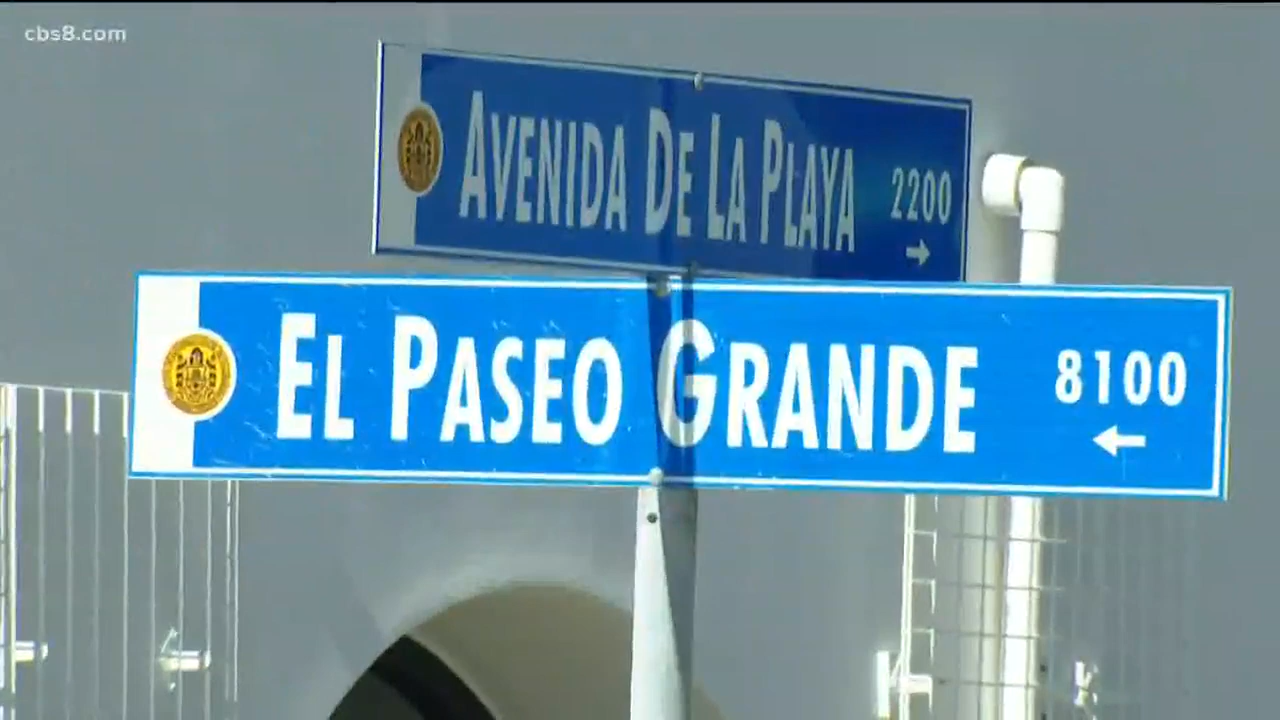 cbs8.com
AVENIDA DE LA PLAYA 2200
→
EL PASEO GRANDE 8100
←